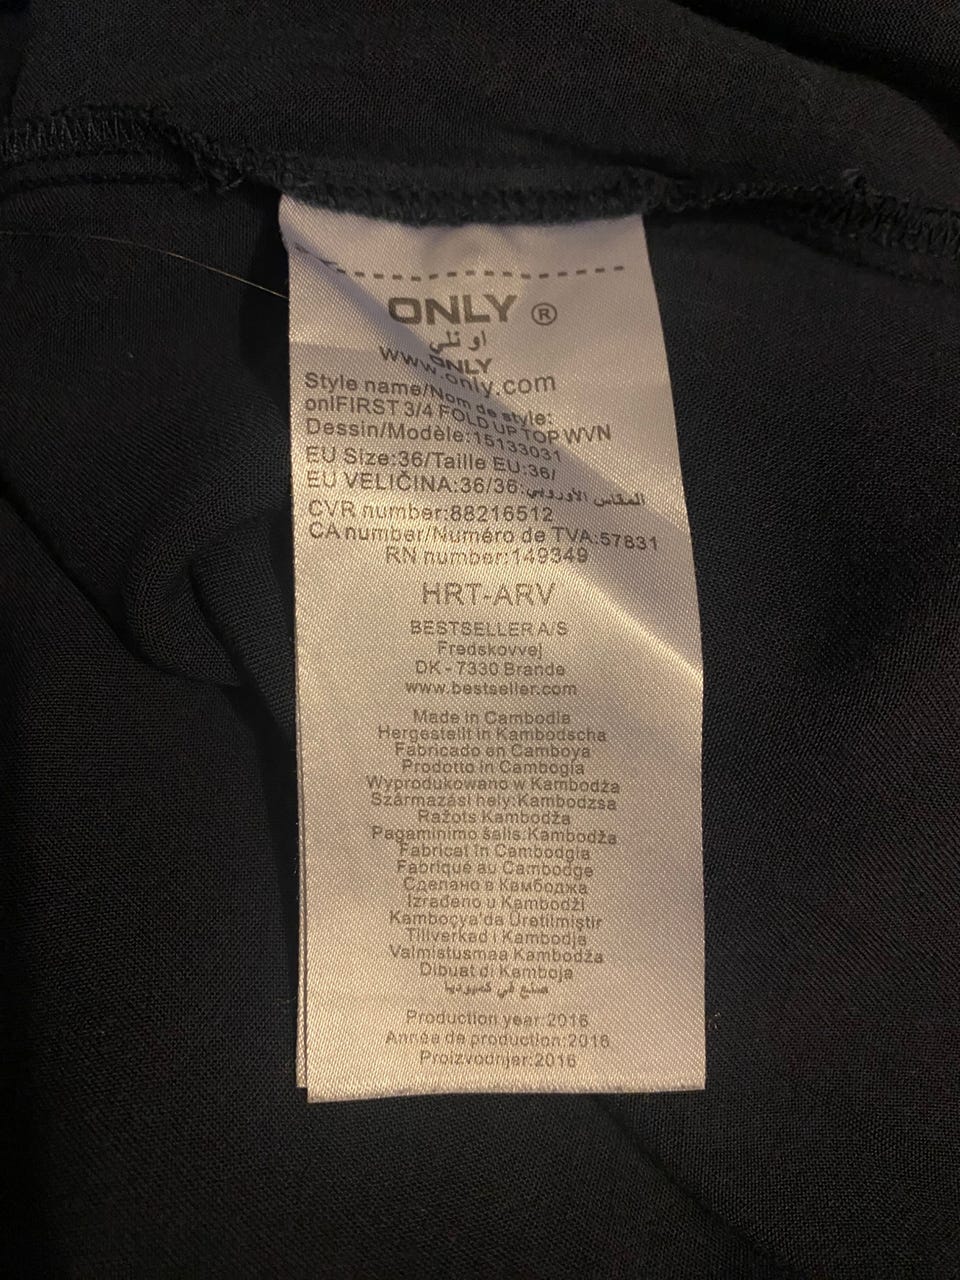 ONLY ®
او نلي
ONLY
www.only.com
Style name/Nom de style:
onlFIRST 3/4 FOLD UP TOP WVN
Dessin/Modèle:15133031
EU Size:36/Taille EU:36/
EU VELIČINA:36/36:المقاس الأوروبي
CVR number:88216512
CA number/Numéro de TVA:57831
RN number:149349
HRT-ARV
BESTSELLER A/S
Fredskovvej
DK - 7330 Brande
www.bestseller.com
Made in Cambodia
Hergestellt in Kambodscha
Fabricado en Camboya
Prodotto in Cambogia
Wyprodukowano w Kambodża
Származási hely:Kambodzsa
Ražots Kambodža
Pagaminimo šalis:Kambodža
Fabricat în Cambodgia
Fabriqué au Cambodge
Сделано в Камбоджа
Izrađeno u Kambodži
Kamboçya'da Üretilmiştir
Tillverkad i Kambodja
Valmistusmaa Kambodža
Dibuat di Kamboja
صنع في كمبوديا
Production year:2016
Année de production:2016
Proizvodnjer:2016